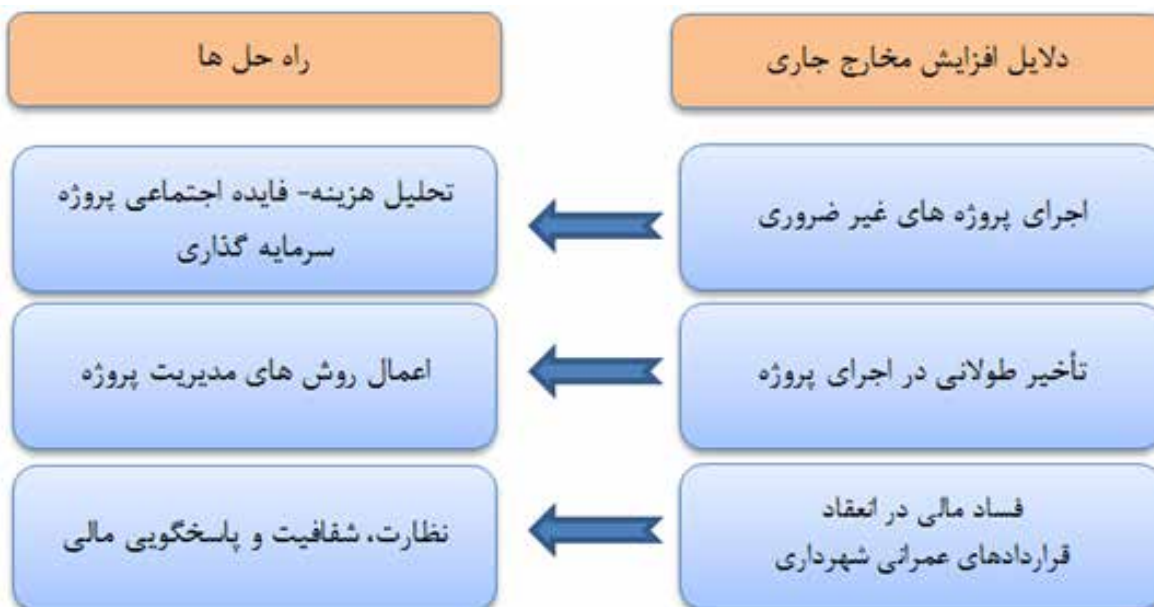 دلایل افزایش مخارج جاری
راه حل ها
اجرای پروژه های غیر ضروری
تحلیل هزینه- فایده اجتماعی پروژه
سرمایه گذاری
تأخیر طولانی در اجرای پروژه
اعمال روش های مدیریت پروژه
فساد مالی در انعقاد
قراردادهای عمرانی شهرداری
نظارت، شفافیت و پاسخگویی مالی